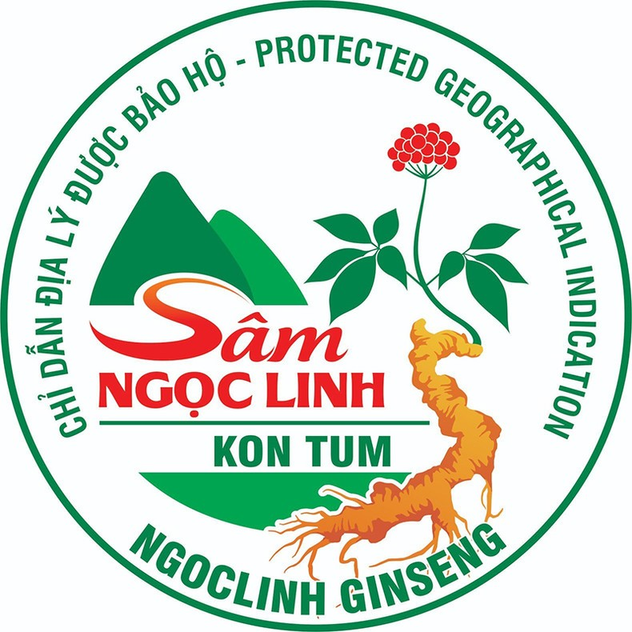 CHỈ DẪN ĐỊA LÝ ĐƯỢC BẢO HỘ - PROTECTED GEOGRAPHICAL INDICATION
Sâm
NGỌC LINH
KON TUM
NGOCLINH GINSENG